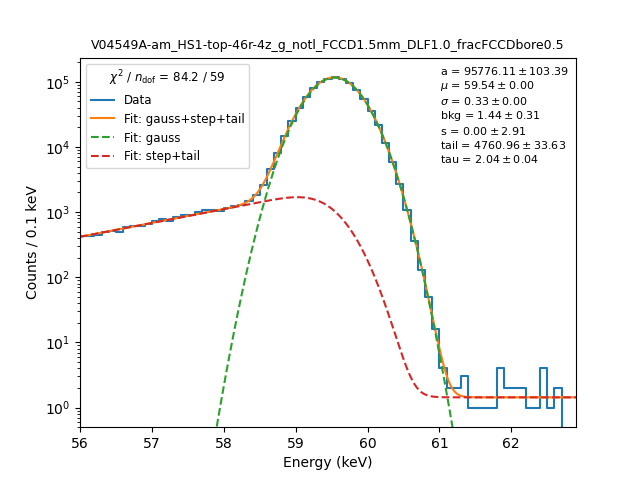 V04549A-am_HS1-top-46r-4z_g_notl_FCCD1.5mm_DLF1.0_fracFCCDbore0.5
χ² / n_dof = 84.2 / 59
Data
Fit: gauss+step+tail
Fit: gauss
Fit: step+tail
a = 95776.11 ± 103.39
μ = 59.54 ± 0.00
σ = 0.33 ± 0.00
bkg = 1.44 ± 0.31
s = 0.00 ± 2.91
tail = 4760.96 ± 33.63
tau = 2.04 ± 0.04
Counts / 0.1 keV
10⁵
10⁴
10³
10²
10¹
10⁰
56 57 58 59 60 61 62
Energy (keV)